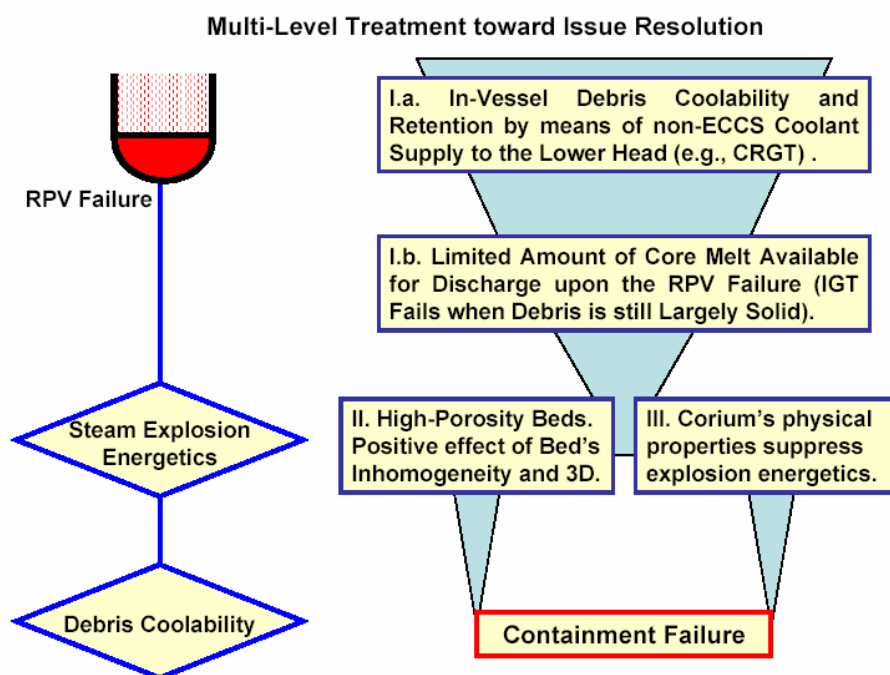 Multi-Level Treatment toward Issue Resolution
RPV Failure
Steam Explosion
Energetics
Debris Coolability
I.a. In-Vessel Debris Coolability and
Retention by means of non-ECCS Coolant
Supply to the Lower Head (e.g., CRGT) .
I.b. Limited Amount of Core Melt Available
for Discharge upon the RPV Failure (IGT
Fails when Debris is still Largely Solid).
II. High-Porosity Beds.
Positive effect of Bed's
Inhomogeneity and 3D.
III. Corium's physical
properties suppress
explosion energetics.
Containment Failure